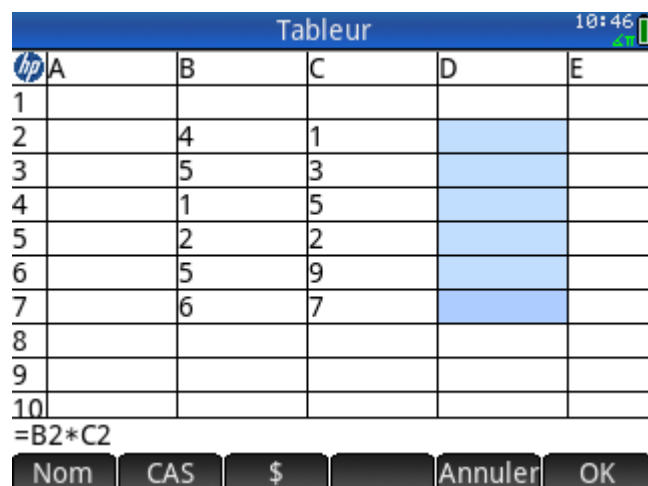 Tableur 10:46
∡π
hp A B C D E
1
2 4 1
3 5 3
4 1 5
5 2 2
6 5 9
7 6 7
8
9
10
=B2*C2
Nom CAS $ Annuler OK